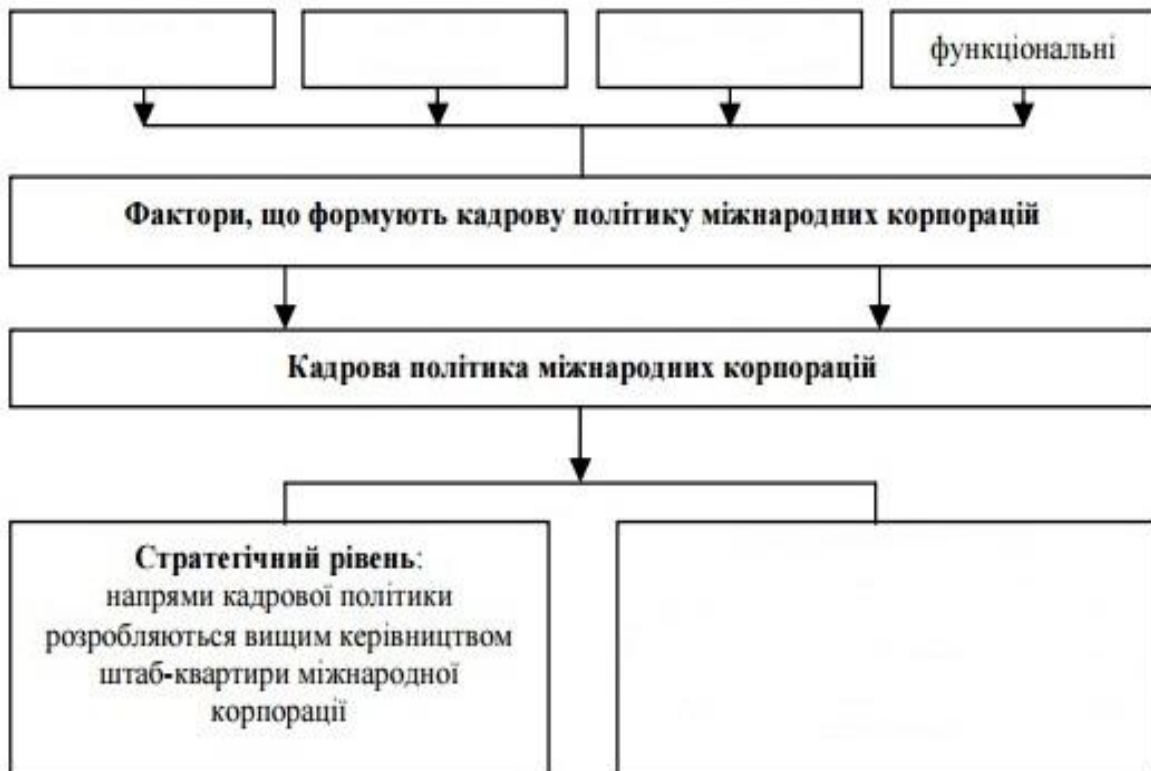 функціональні
Фактори, що формують кадрову політику міжнародних корпорацій
Кадрова політика міжнародних корпорацій
Стратегічний рівень:
напрями кадрової політики
розробляються вищим керівництвом
штаб-квартири міжнародної
корпорації